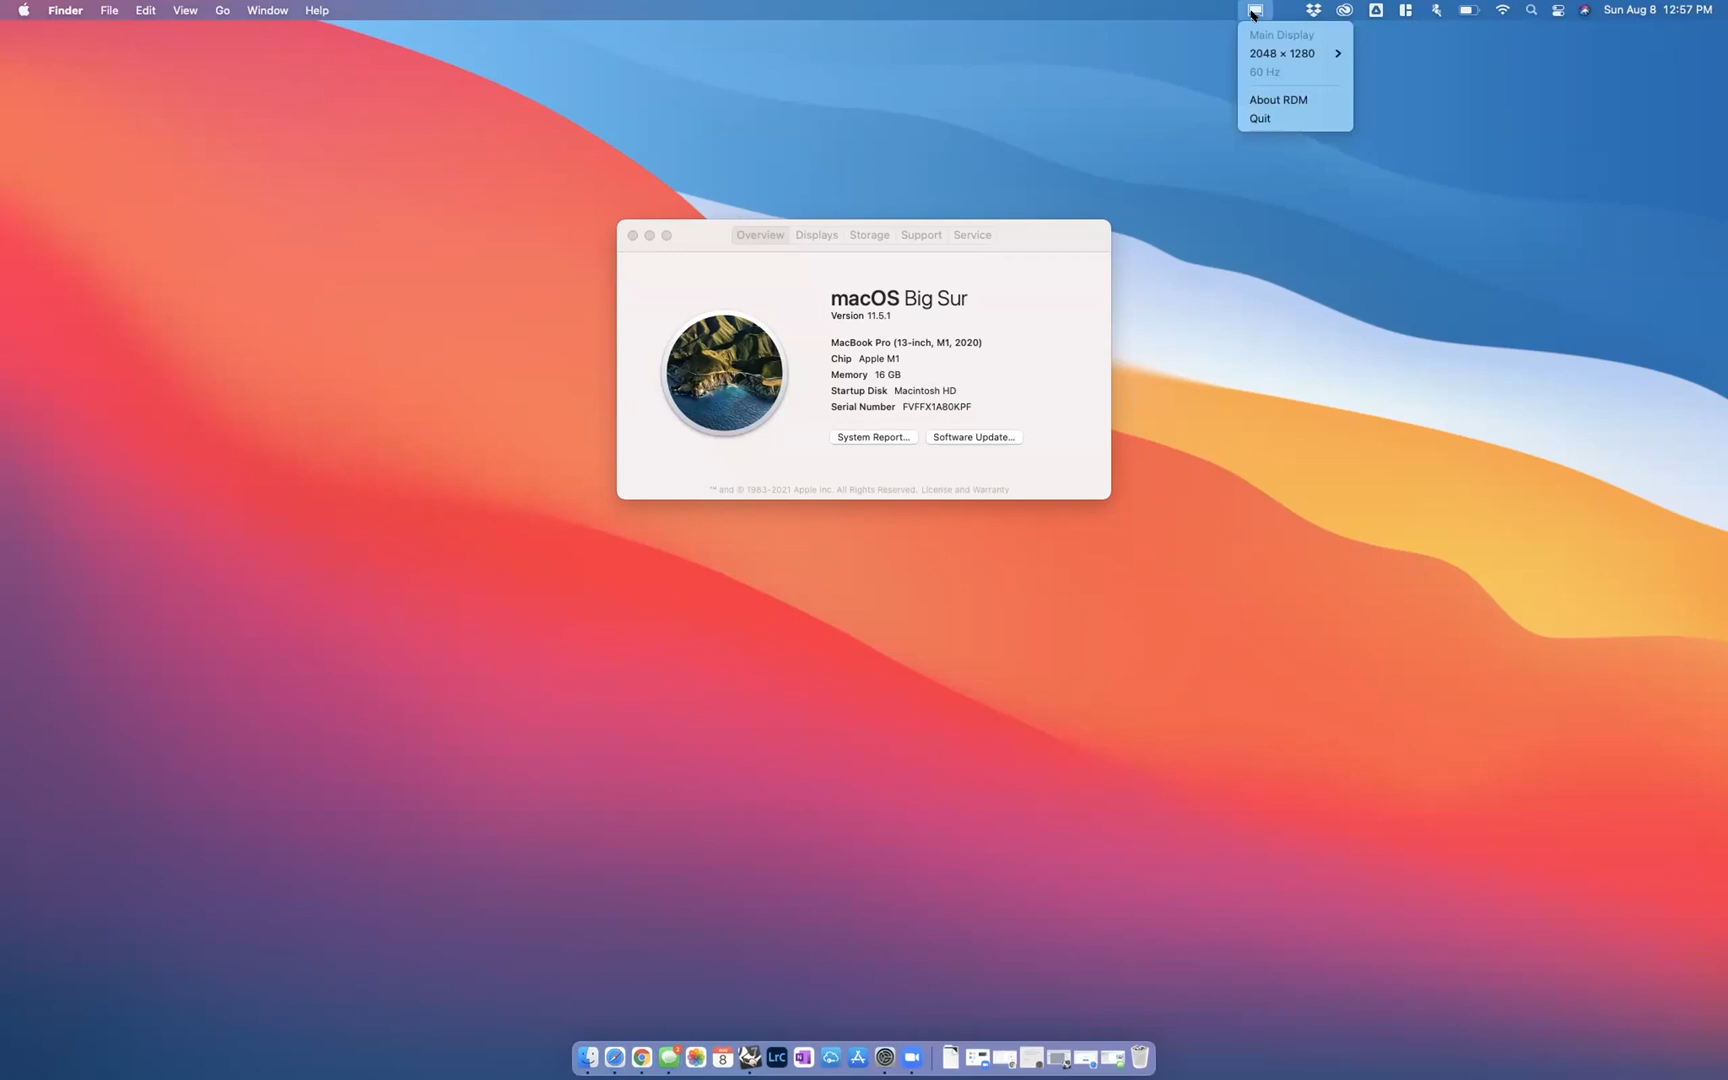 Finder File Edit View Go Window Help Sun Aug 8 12:57 PM
Main Display
2048 × 1280
60 Hz
About RDM
Quit
Overview Displays Storage Support Service
macOS Big Sur
Version 11.5.1
MacBook Pro (13-inch, M1, 2020)
Chip Apple M1
Memory 16 GB
Startup Disk Macintosh HD
Serial Number FVFFX1A80KPF
System Report... Software Update...
™ and © 1983-2021 Apple Inc. All Rights Reserved. License and Warranty
8 LrC